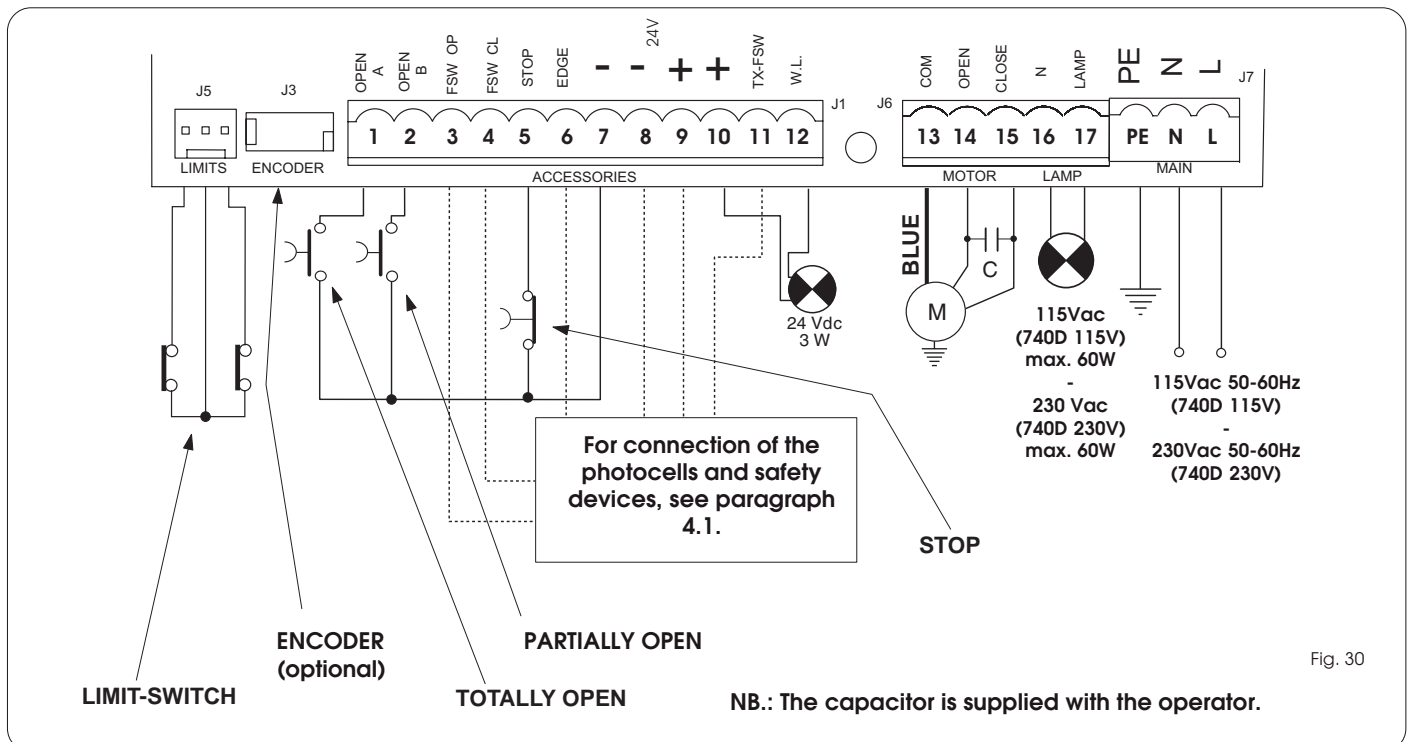 OPEN A
OPEN B
FSW OP
FSW CL
STOP
EDGE
-
-
24V
+
+
TX-FSW
W.L.
COM
OPEN
CLOSE
N
LAMP
PE
N
L
J5
J3
J1
J6
J7
1 2 3 4 5 6 7 8 9 10 11 12
13 14 15 16 17 PE N L
LIMITS
ENCODER
ACCESSORIES
MOTOR
LAMP
MAIN
BLUE
C
M
24 Vdc
3 W
115Vac
(740D 115V)
max. 60W
-
230 Vac
(740D 230V)
max. 60W
115Vac 50-60Hz
(740D 115V)
-
230Vac 50-60Hz
(740D 230V)
For connection of the
photocells and safety
devices, see paragraph
4.1.
STOP
ENCODER
(optional)
PARTIALLY OPEN
LIMIT-SWITCH
TOTALLY OPEN
Fig. 30
NB.: The capacitor is supplied with the operator.